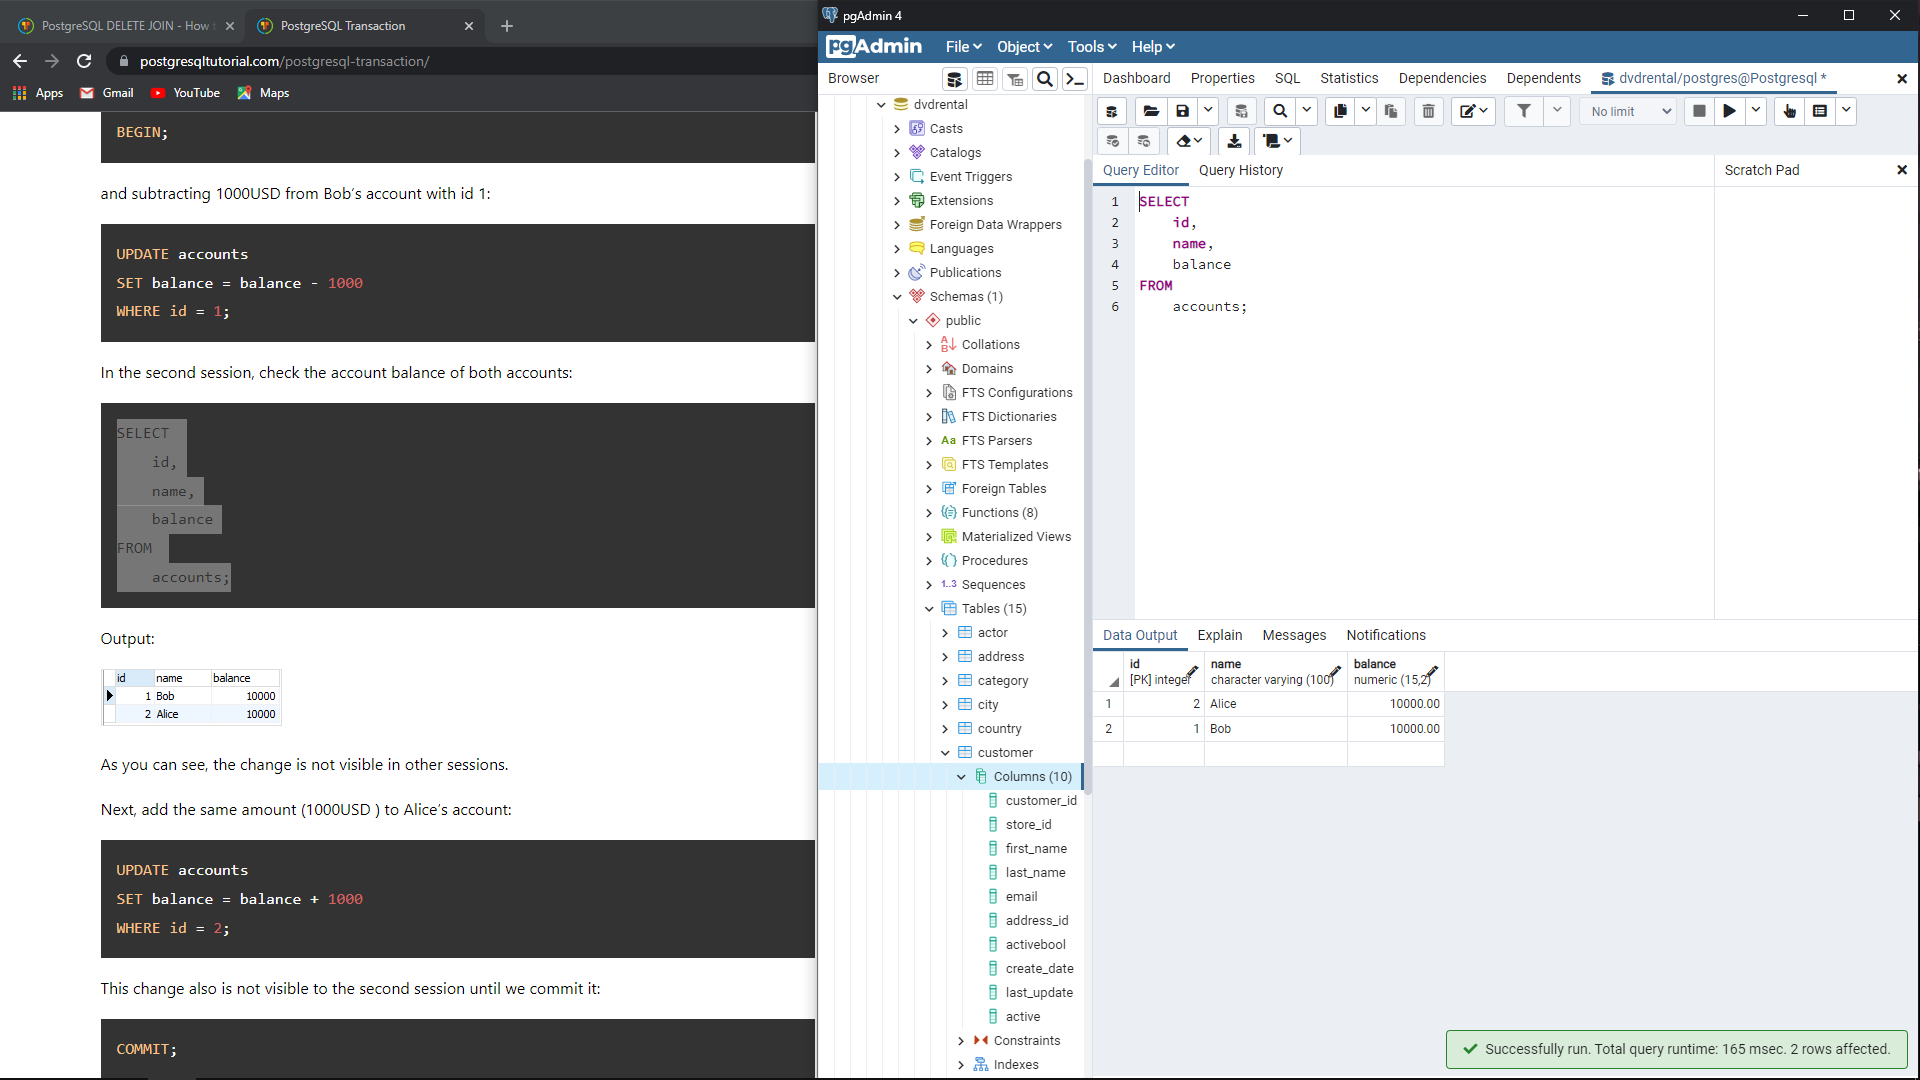 PostgreSQL DELETE JOIN - How
PostgreSQL Transaction
postgresqltutorial.com/postgresql-transaction/
Apps
Gmail
YouTube
Maps
BEGIN;
and subtracting 1000USD from Bob's account with id 1:
UPDATE accounts
SET balance = balance - 1000
WHERE id = 1;
In the second session, check the account balance of both accounts:
SELECT
id,
name,
balance
FROM
accounts;
Output:
id name balance
1 Bob 10000
2 Alice 10000
As you can see, the change is not visible in other sessions.
Next, add the same amount (1000USD ) to Alice's account:
UPDATE accounts
SET balance = balance + 1000
WHERE id = 2;
This change also is not visible to the second session until we commit it:
COMMIT;
pgAdmin 4
pgAdmin
File
Object
Tools
Help
Browser
dvdrental
Casts
Catalogs
Event Triggers
Extensions
Foreign Data Wrappers
Languages
Publications
Schemas (1)
public
Collations
Domains
FTS Configurations
FTS Dictionaries
Aa FTS Parsers
FTS Templates
Foreign Tables
Functions (8)
Materialized Views
Procedures
1..3 Sequences
Tables (15)
actor
address
category
city
country
customer
Columns (10)
customer_id
store_id
first_name
last_name
email
address_id
activebool
create_date
last_update
active
Constraints
Indexes
Dashboard
Properties
SQL
Statistics
Dependencies
Dependents
dvdrental/postgres@Postgresql *
No limit
Query Editor
Query History
Scratch Pad
1 SELECT
2 id,
3 name,
4 balance
5 FROM
6 accounts;
Data Output
Explain
Messages
Notifications
id name balance
[PK] integer character varying (100) numeric (15,2)
1 2 Alice 10000.00
2 1 Bob 10000.00
Successfully run. Total query runtime: 165 msec. 2 rows affected.